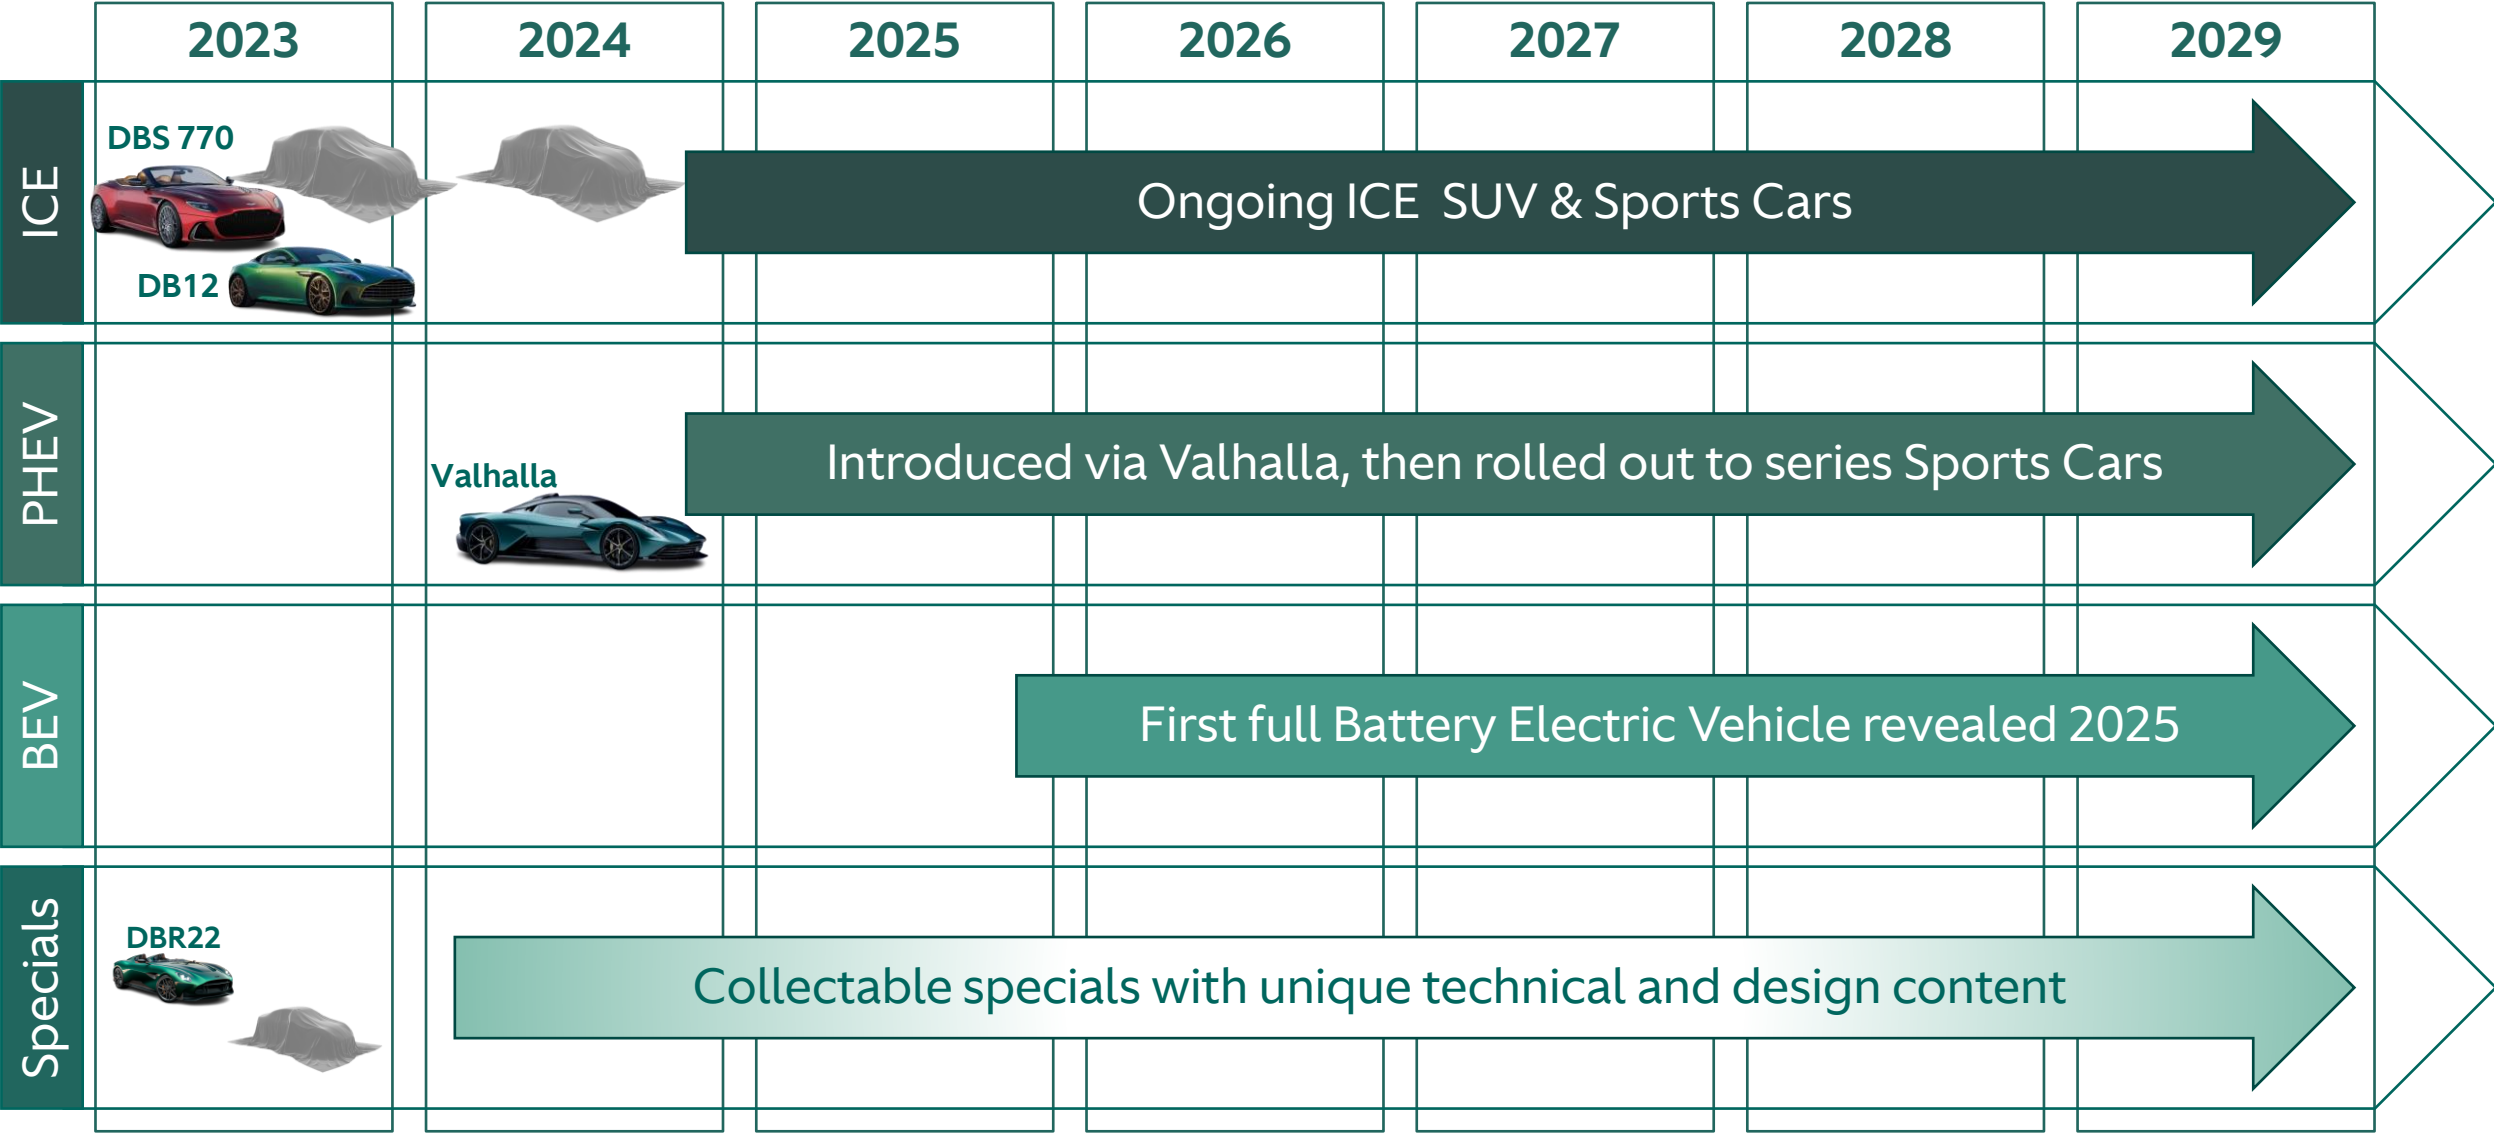 2023
2024
2025
2026
2027
2028
2029
ICE
DBS 770
DB12
Ongoing ICE SUV & Sports Cars
PHEV
Valhalla
Introduced via Valhalla, then rolled out to series Sports Cars
BEV
First full Battery Electric Vehicle revealed 2025
Specials
DBR22
Collectable specials with unique technical and design content